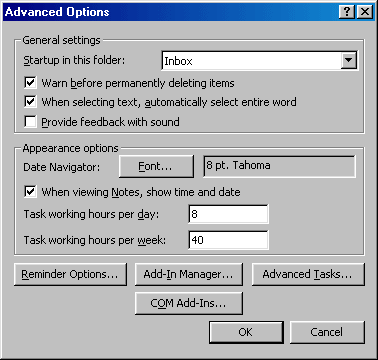 Advanced Options
General settings
Startup in this folder: Inbox
Warn before permanently deleting items
When selecting text, automatically select entire word
Provide feedback with sound
Appearance options
Date Navigator: Font... 8 pt. Tahoma
When viewing Notes, show time and date
Task working hours per day: 8
Task working hours per week: 40
Reminder Options... Add-In Manager... Advanced Tasks...
COM Add-Ins...
OK Cancel